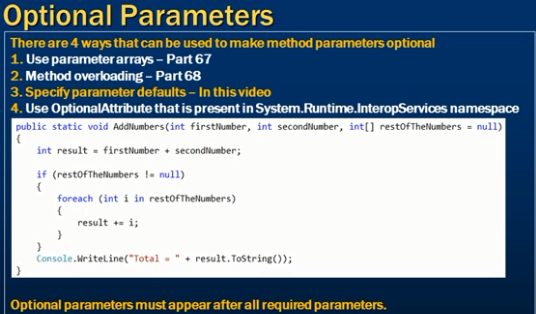 Optional Parameters
There are 4 ways that can be used to make method parameters optional
1. Use parameter arrays – Part 67
2. Method overloading – Part 68
3. Specify parameter defaults – In this video
4. Use OptionalAttribute that is present in System.Runtime.InteropServices namespace
public static void AddNumbers(int firstNumber, int secondNumber, int[] restOfTheNumbers = null)
{
    int result = firstNumber + secondNumber;
    if (restOfTheNumbers != null)
    {
        foreach (int i in restOfTheNumbers)
        {
            result += i;
        }
    }
    Console.WriteLine("Total = " + result.ToString());
}
Optional parameters must appear after all required parameters.